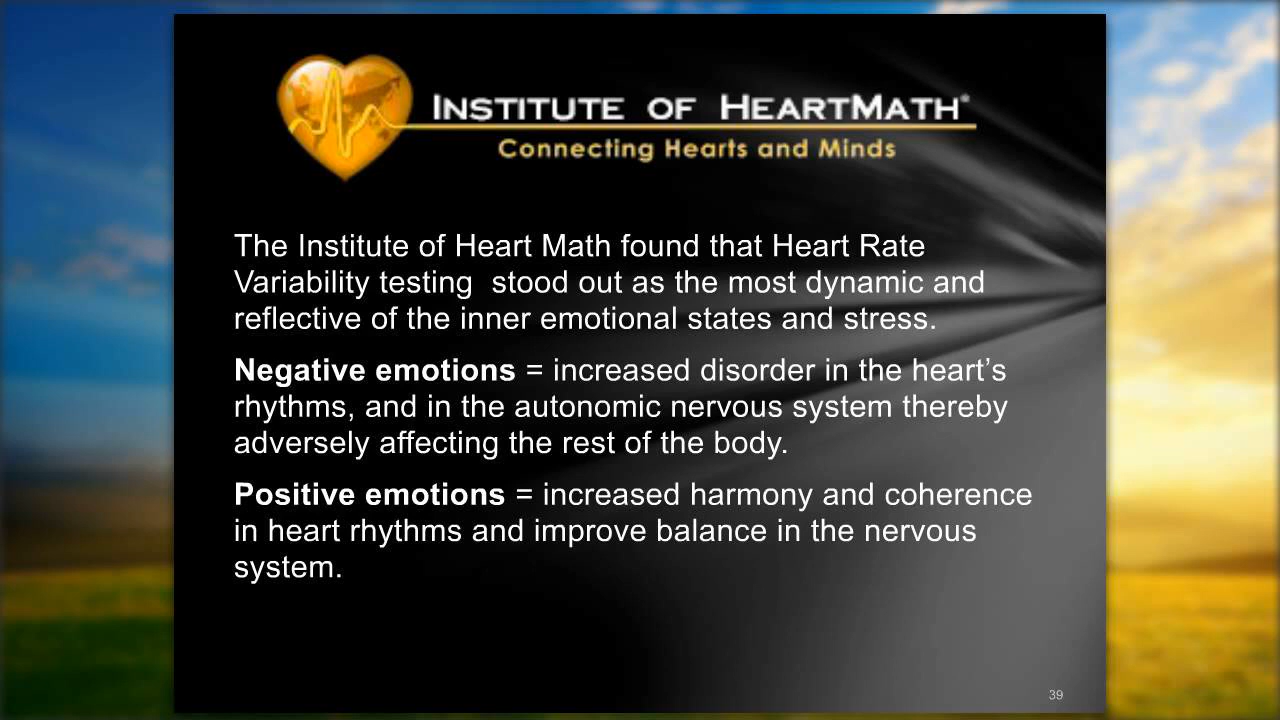 INSTITUTE OF HEARTMATH®
Connecting Hearts and Minds
The Institute of Heart Math found that Heart Rate
Variability testing  stood out as the most dynamic and
reflective of the inner emotional states and stress.
Negative emotions = increased disorder in the heart’s
rhythms, and in the autonomic nervous system thereby
adversely affecting the rest of the body.
Positive emotions = increased harmony and coherence
in heart rhythms and improve balance in the nervous
system.
39